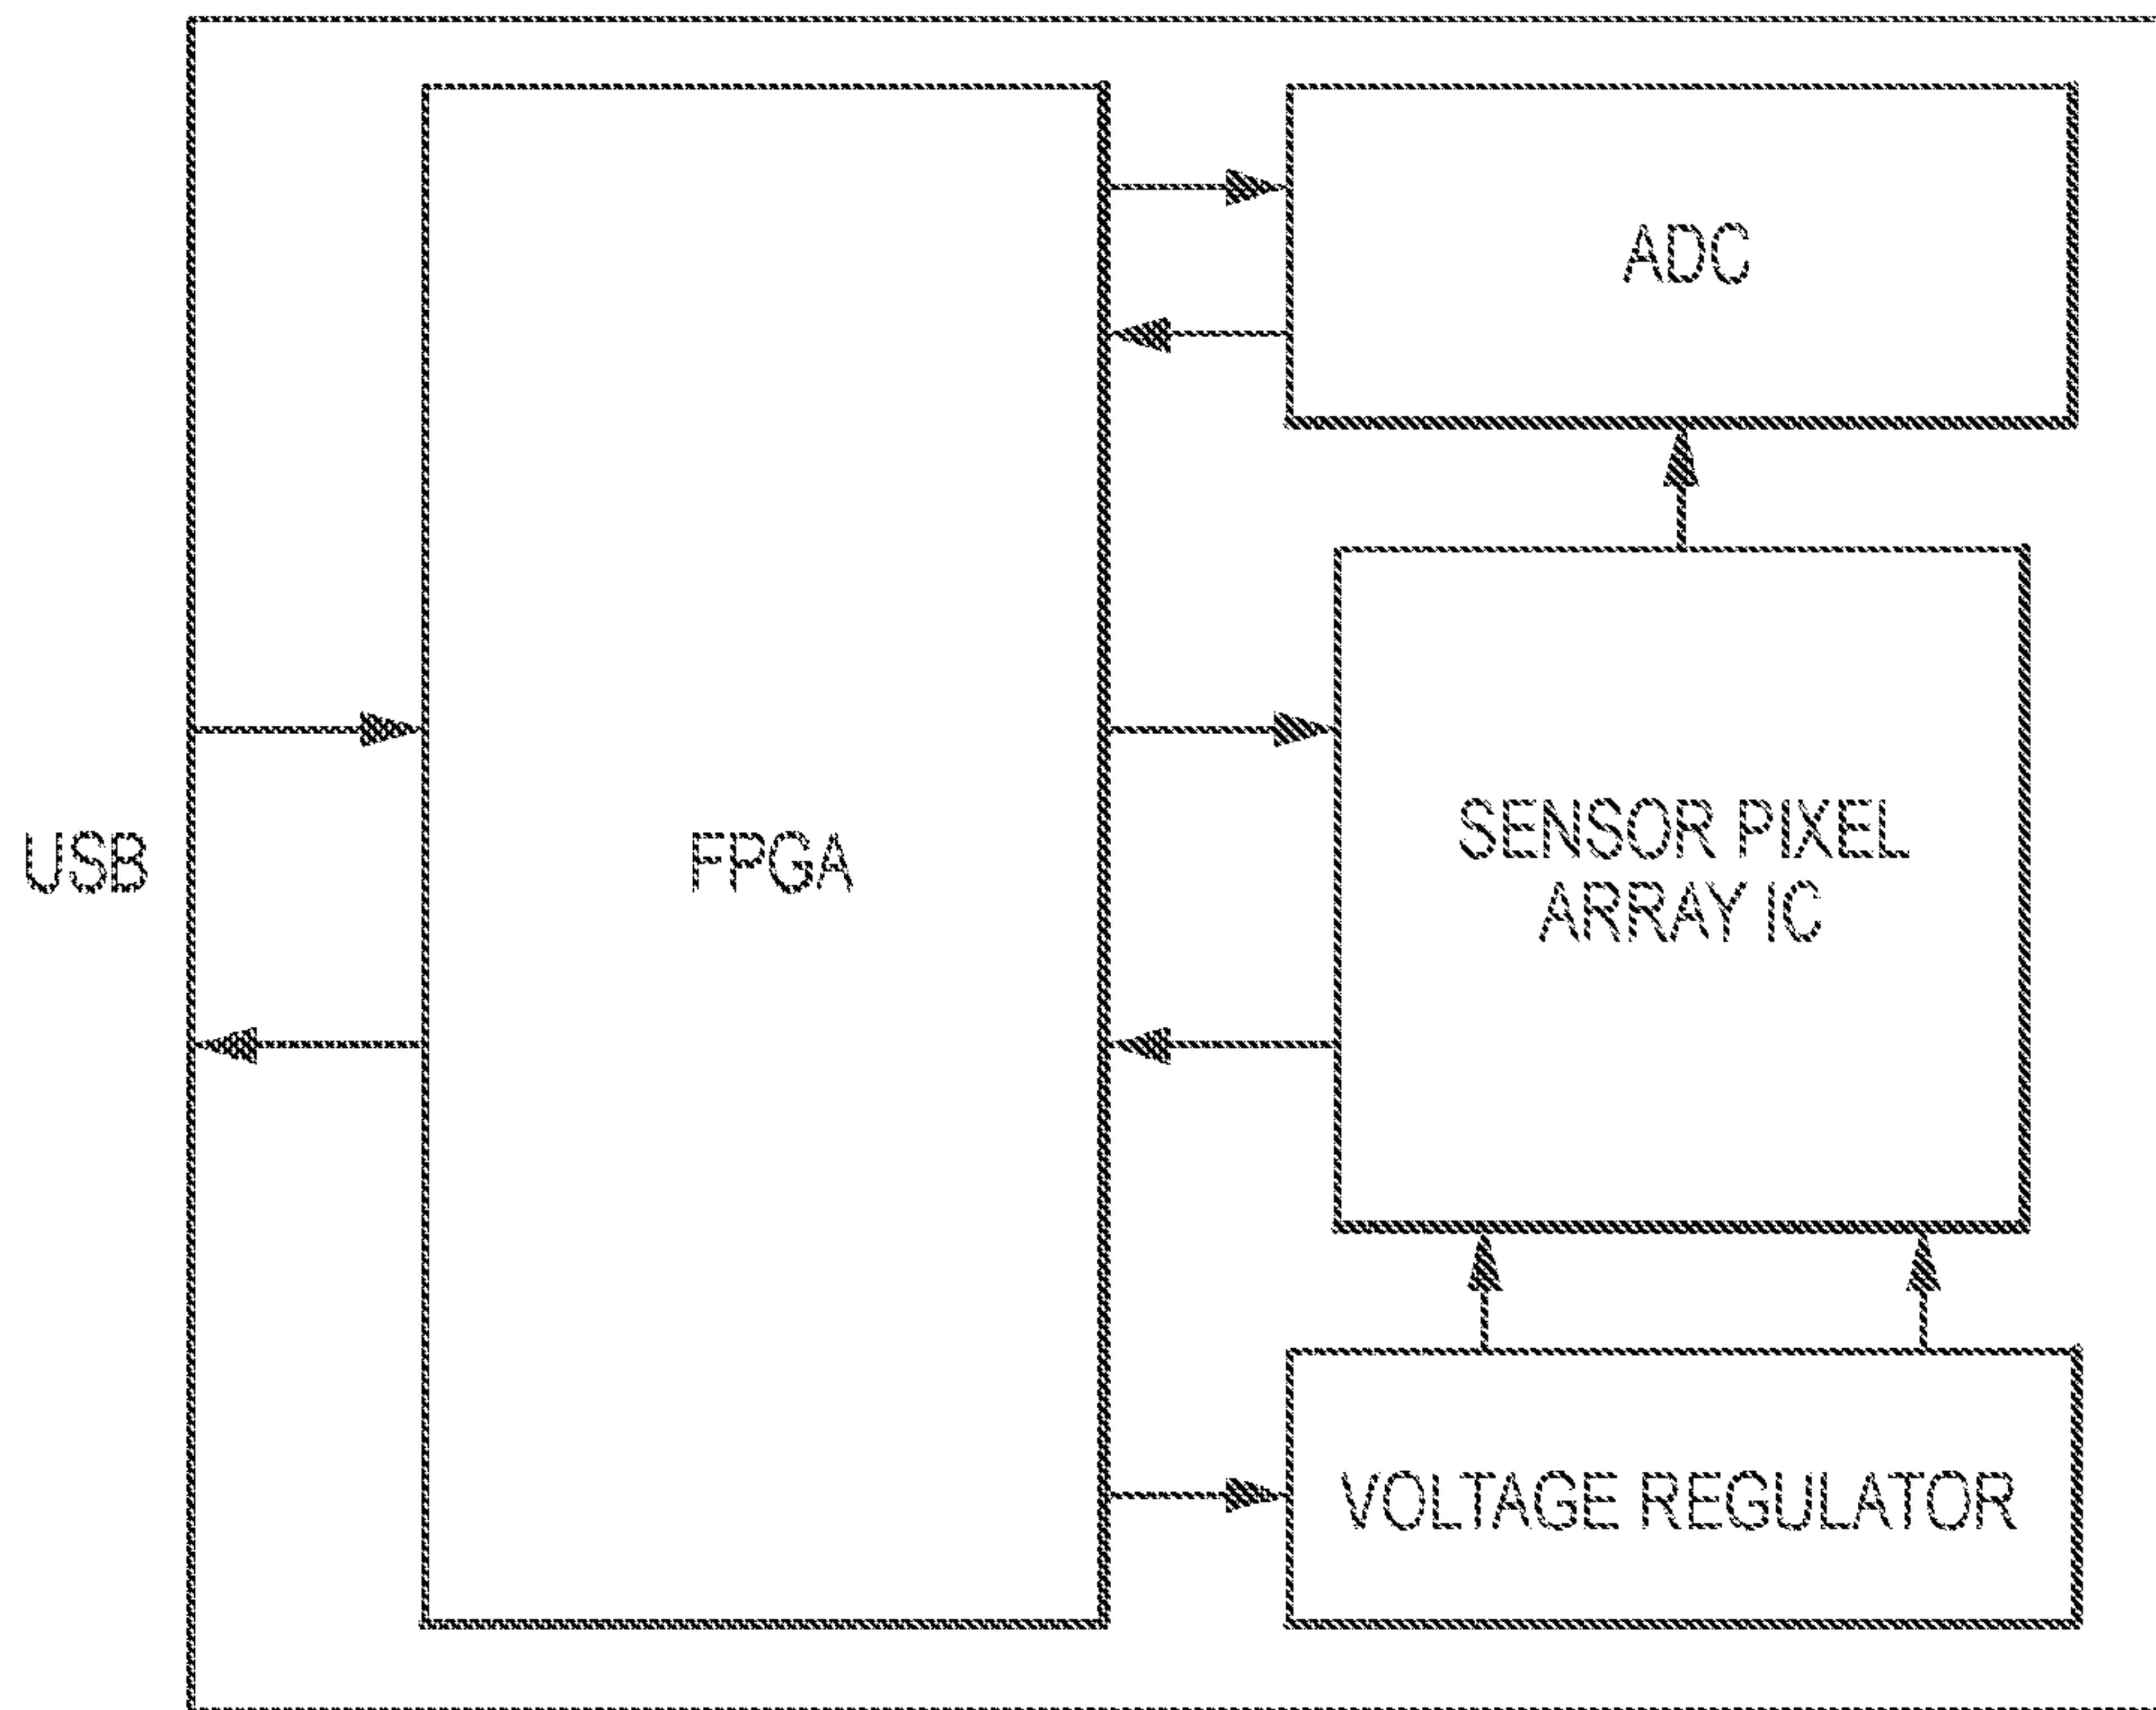 ADC
USB
FPGA
SENSOR PIXEL
ARRAY IC
VOLTAGE REGULATOR